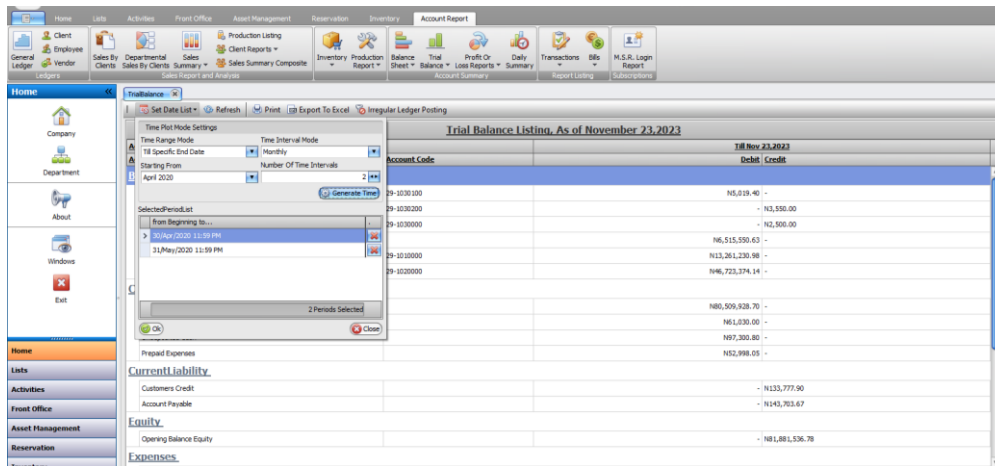 Home Lists Activities Front Office Asset Management Reservation Inventory Account Report
General Ledger
Client
Employee
Vendor
Ledgers
Sales By Clients
Departmental Sales By Clients
Sales Summary
Production Listing
Client Reports
Sales Summary Composite
Sales Report and Analysis
Inventory
Production Report
Balance Sheet
Trial Balance
Profit Or Loss Reports
Daily Summary
Account Summary
Transactions
Bills
Report Listing
M.S.R. Login Report
Subscriptions
Home
Company
Department
About
Windows
Exit
Home
Lists
Activities
Front Office
Asset Management
Reservation
TrialBalance
Set Date List Refresh Print Export To Excel Irregular Ledger Posting
Time Plot Mode Settings
Time Range Mode Time Interval Mode
Till Specific End Date Monthly
Starting From Number Of Time Intervals
April 2020 2
Generate Time
SelectedPeriodList
from Beginning to...
30/Apr/2020 11:59 PM
31/May/2020 11:59 PM
2 Periods Selected
Ok Close
Trial Balance Listing, As of November 23,2023
Till Nov 23,2023
Account Code Debit Credit
29-1030100 N5,019.40 -
29-1030200 - N3,550.00
29-1030000 - N2,500.00
N6,515,550.63 -
29-1010000 N13,261,230.98 -
29-1020000 N46,723,374.14 -
N80,509,928.70 -
N61,030.00 -
N97,300.80 -
Prepaid Expenses N52,998.05 -
CurrentLiability
Customers Credit - N133,777.90
Account Payable - N143,703.67
Equity
Opening Balance Equity - N81,881,536.78
Expenses